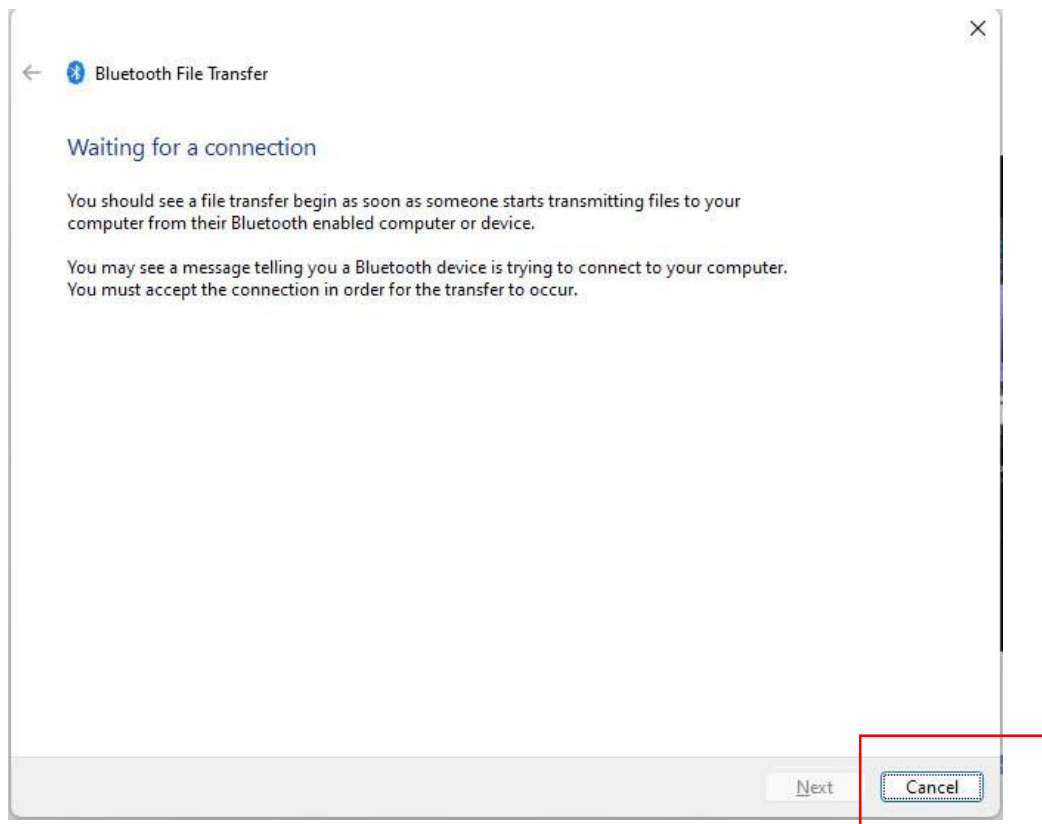 Bluetooth File Transfer
Waiting for a connection
You should see a file transfer begin as soon as someone starts transmitting files to your
computer from their Bluetooth enabled computer or device.
You may see a message telling you a Bluetooth device is trying to connect to your computer.
You must accept the connection in order for the transfer to occur.
Next
Cancel